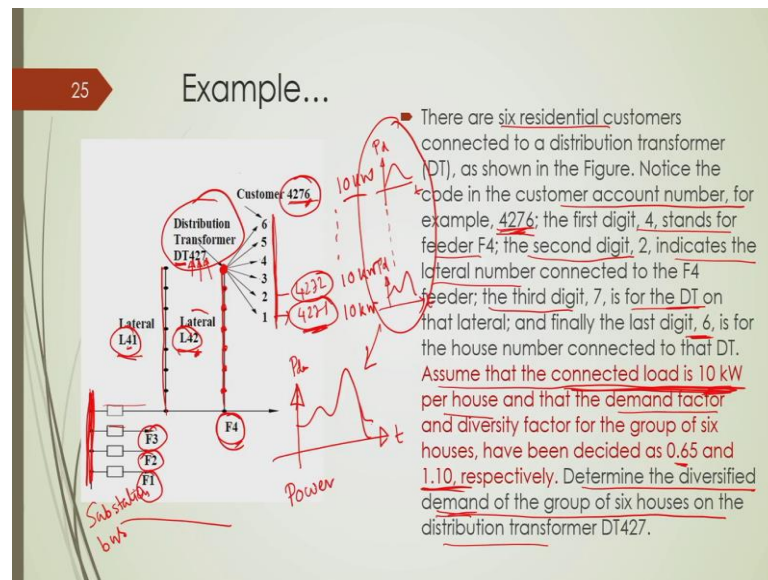 25
Example...
Customer 4276
Distribution
Transformer
DT427
6
5
4
3
2
1
4232
4231
10 kW
10 kW
10 kW
Pd
t
Pd
t
Lateral
L41
Lateral
L42
F3
F2
F1
F4
Substation
bus
Pd
t
Power
There are six residential customers
connected to a distribution transformer
(DT), as shown in the Figure. Notice the
code in the customer account number, for
example, 4276; the first digit, 4, stands for
feeder F4; the second digit, 2, indicates the
lateral number connected to the F4
feeder; the third digit, 7, is for the DT on
that lateral; and finally the last digit, 6, is for
the house number connected to that DT.
Assume that the connected load is 10 kW
per house and that the demand factor
and diversity factor for the group of six
houses, have been decided as 0.65 and
1.10, respectively. Determine the diversified
demand of the group of six houses on the
distribution transformer DT427.